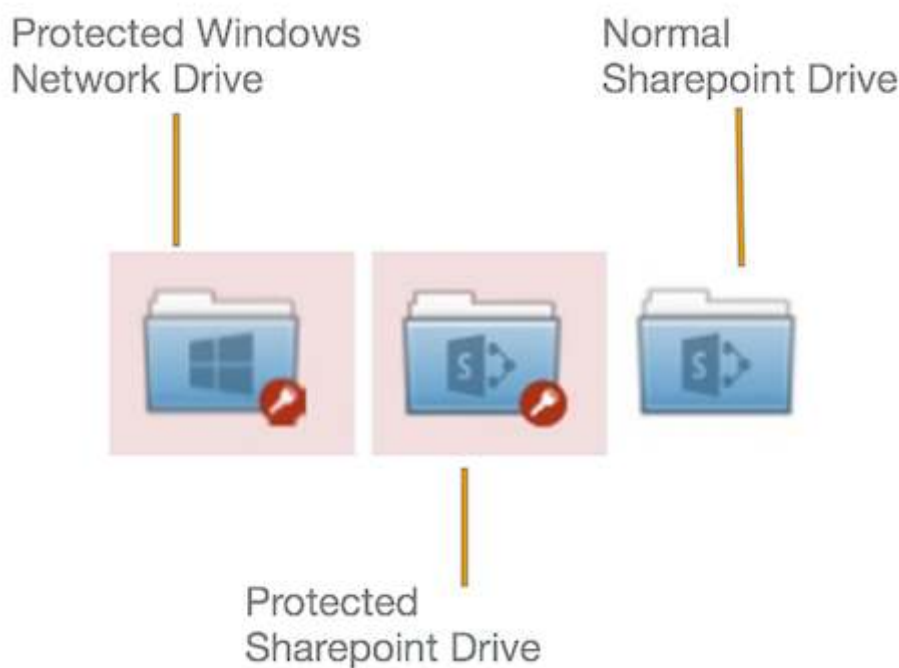 Protected Windows
Network Drive
Normal
Sharepoint Drive
S
S
Protected
Sharepoint Drive